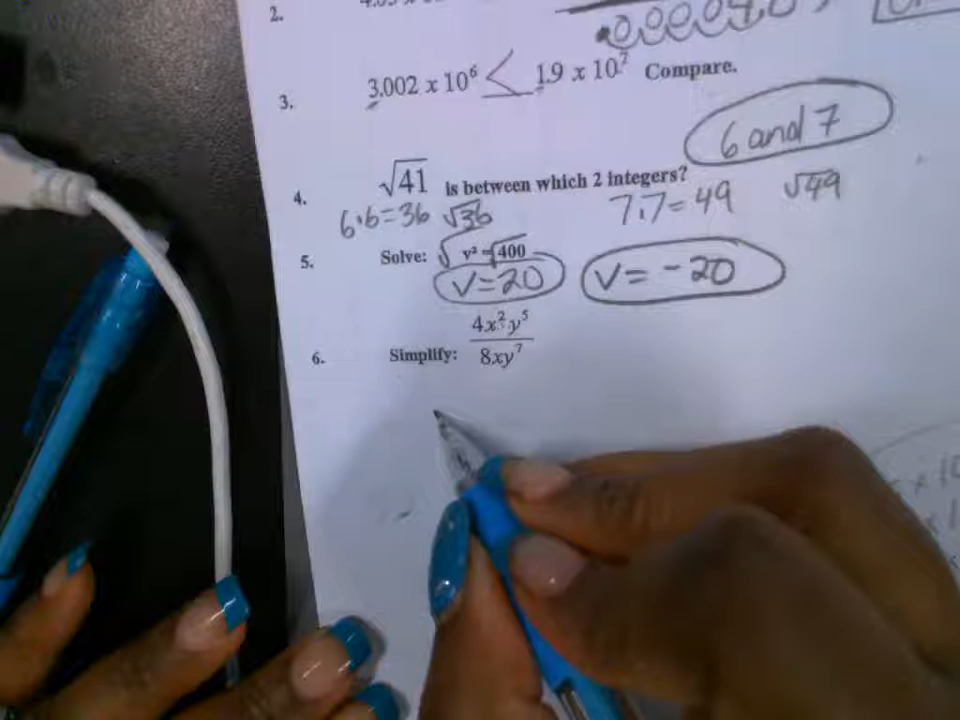 2.
3. 3.002 x 10⁶ < 1.9 x 10⁷ Compare.
6 and 7
4. √41 is between which 2 integers?
6·6=36 √36 7·7=49 √49
5. Solve: √v² = √400
v=20 v=-20
6. Simplify: 4x²y⁵
8xy⁷